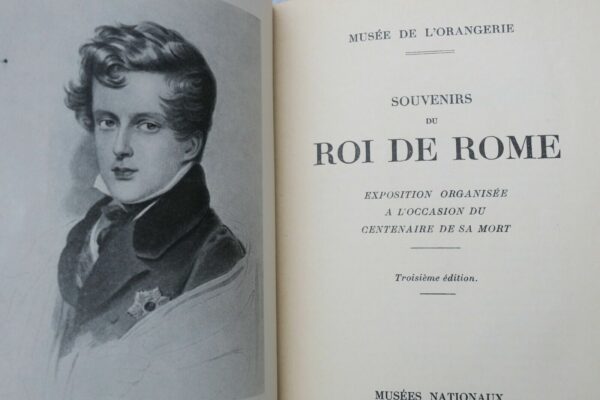 MUSÉE DE L'ORANGERIE
SOUVENIRS
DU
ROI DE ROME
EXPOSITION ORGANISÉE
A L'OCCASION DU
CENTENAIRE DE SA MORT
Troisième édition.
MUSÉES NATIONAUX